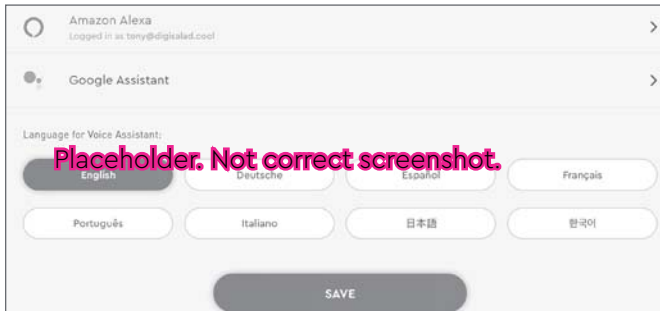 Amazon Alexa
Logged in as tony@digisalad.cool
Google Assistant
Language for Voice Assistant:
Placeholder. Not correct screenshot.
English Deutsche Español Français
Português Italiano 日本語 한국어
SAVE